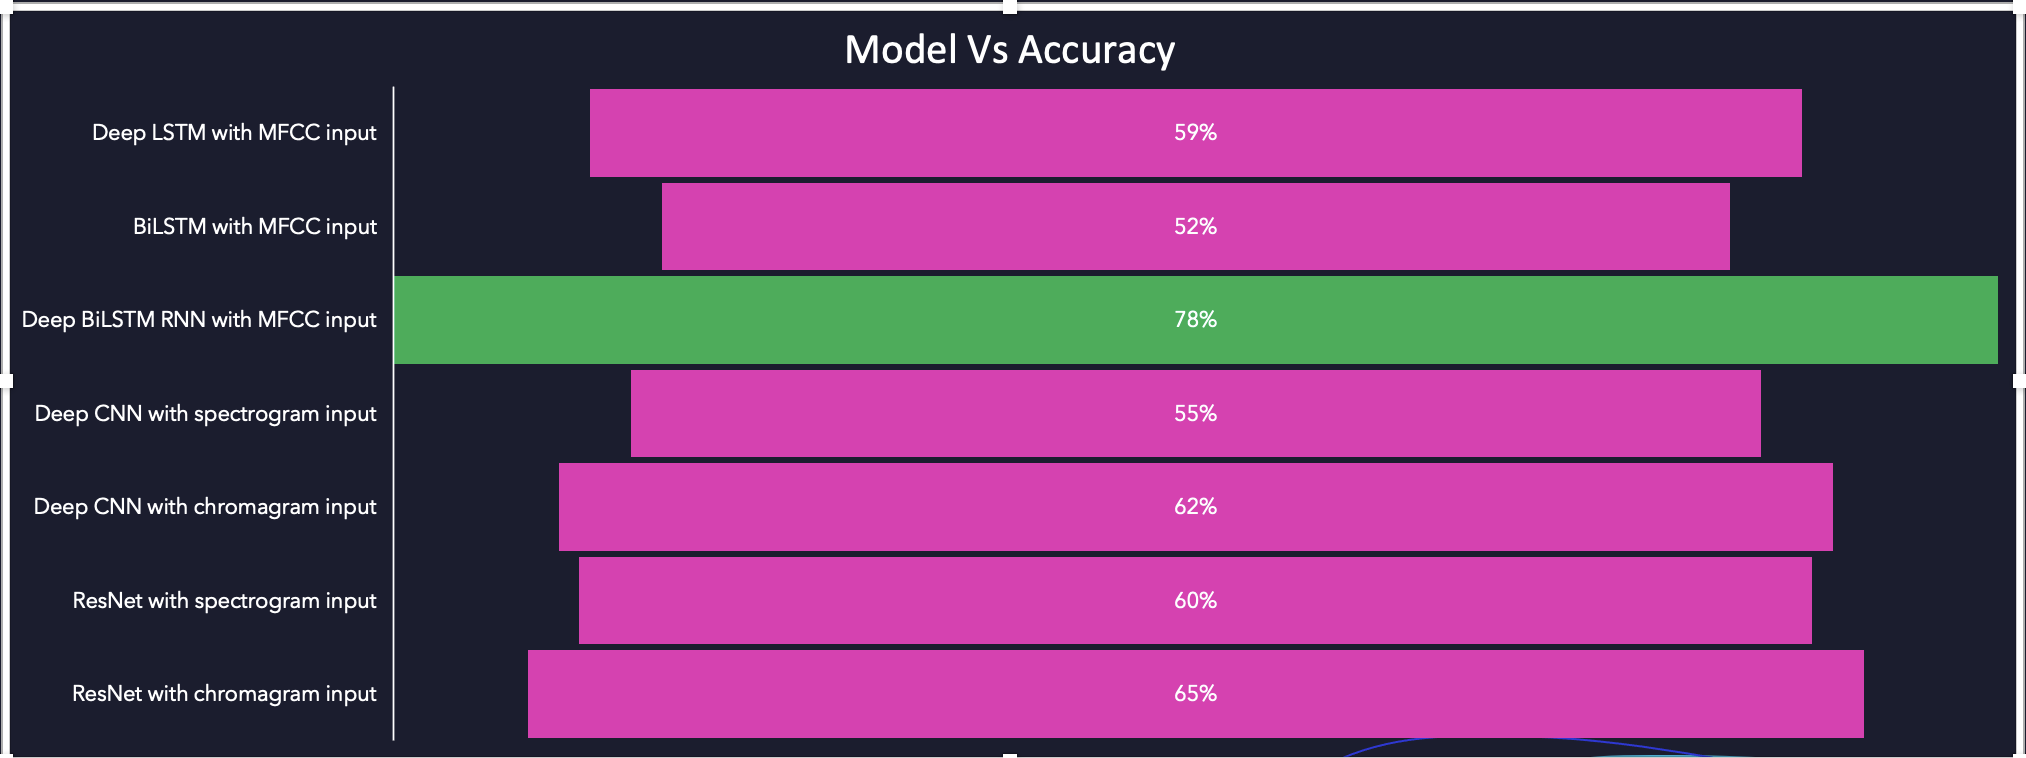 Model Vs Accuracy
Deep LSTM with MFCC input 59%
BiLSTM with MFCC input 52%
Deep BiLSTM RNN with MFCC input 78%
Deep CNN with spectrogram input 55%
Deep CNN with chromagram input 62%
ResNet with spectrogram input 60%
ResNet with chromagram input 65%